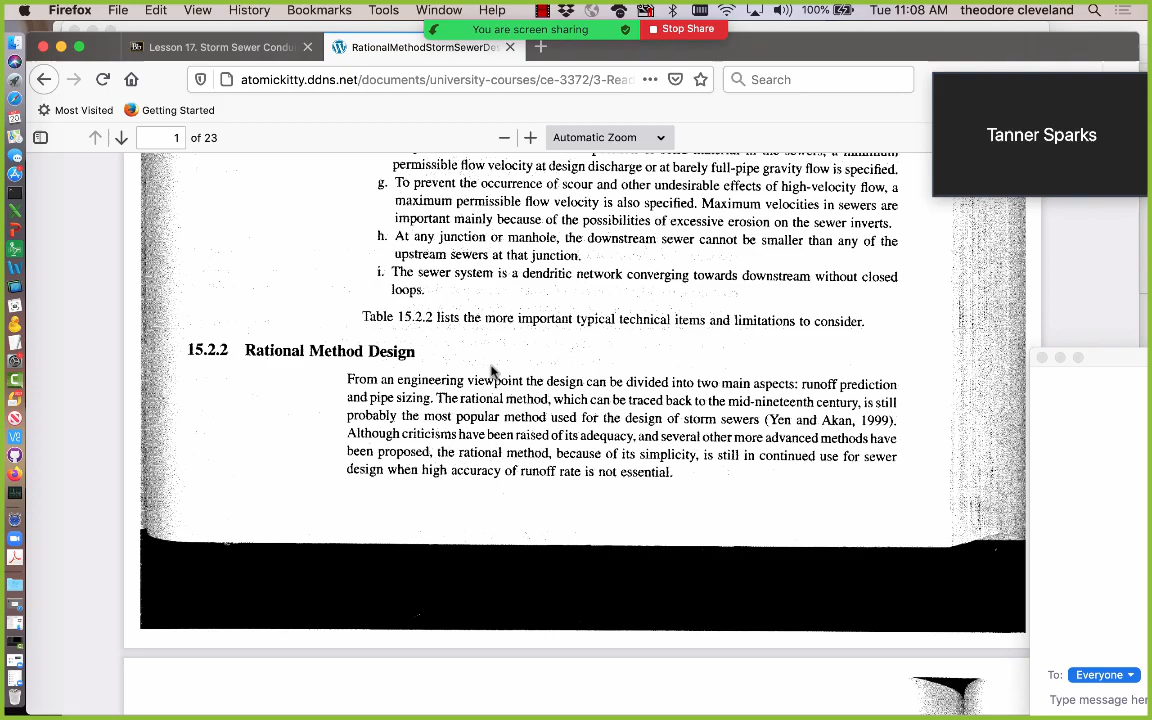 Firefox File Edit View History Bookmarks Tools Window Help 100% Tue 11:08 AM theodore cleveland
You are screen sharing Stop Share
Lesson 17. Storm Sewer Condu RationalMethodStormSewerDes
atomickitty.ddns.net/documents/university-courses/ce-3372/3-Read Search
Most Visited Getting Started
1 of 23 Automatic Zoom
Tanner Sparks
permissible flow velocity at design discharge or at barely full-pipe gravity flow is specified.
g. To prevent the occurrence of scour and other undesirable effects of high-velocity flow, a
maximum permissible flow velocity is also specified. Maximum velocities in sewers are
important mainly because of the possibilities of excessive erosion on the sewer inverts.
h. At any junction or manhole, the downstream sewer cannot be smaller than any of the
upstream sewers at that junction.
i. The sewer system is a dendritic network converging towards downstream without closed
loops.
Table 15.2.2 lists the more important typical technical items and limitations to consider.
15.2.2 Rational Method Design
From an engineering viewpoint the design can be divided into two main aspects: runoff prediction
and pipe sizing. The rational method, which can be traced back to the mid-nineteenth century, is still
probably the most popular method used for the design of storm sewers (Yen and Akan, 1999).
Although criticisms have been raised of its adequacy, and several other more advanced methods have
been proposed, the rational method, because of its simplicity, is still in continued use for sewer
design when high accuracy of runoff rate is not essential.
To: Everyone
Type message her